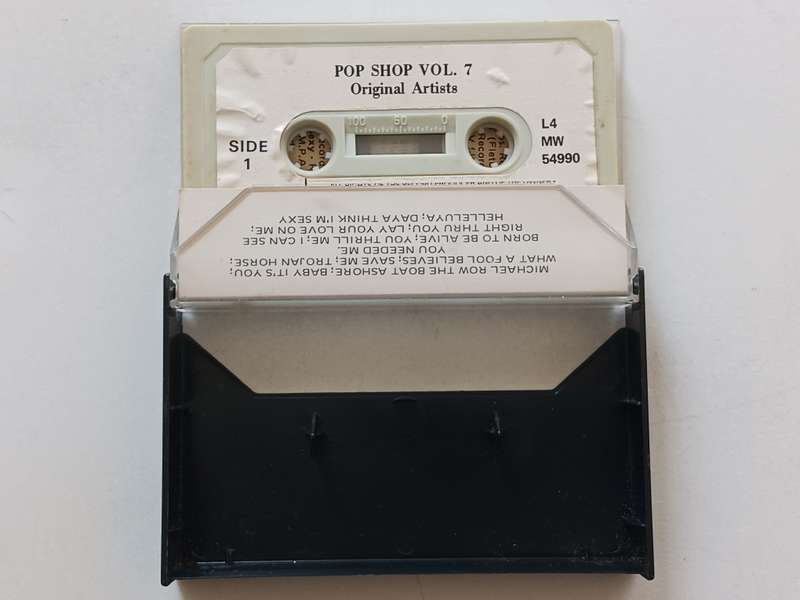 POP SHOP VOL. 7
Original Artists
SIDE
1
100 50 0
L4
MW
54990
MICHAEL ROW THE BOAT ASHORE; BABY IT'S YOU;
WHAT A FOOL BELIEVES; SAVE ME; TROJAN HORSE;
YOU NEEDED ME.
BORN TO BE ALIVE; YOU THRILL ME; I CAN SEE
RIGHT THRU YOU; LAY YOUR LOVE ON ME;
HELLELUYA; DAYA THINK I'M SEXY